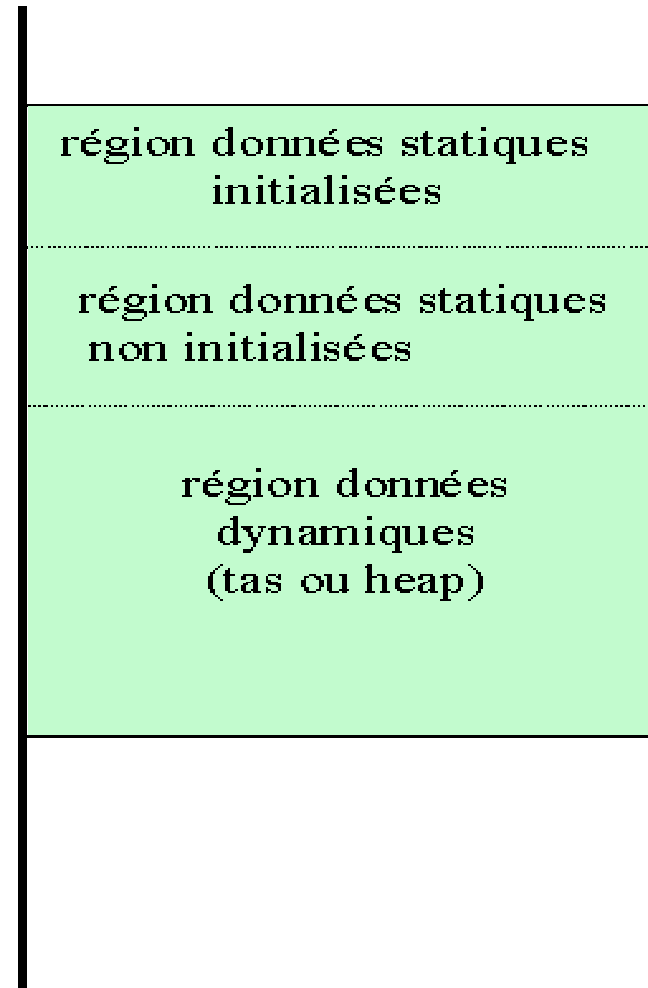 région données statiques
initialisées
région données statiques
non initialisées
région données
dynamiques
(tas ou heap)